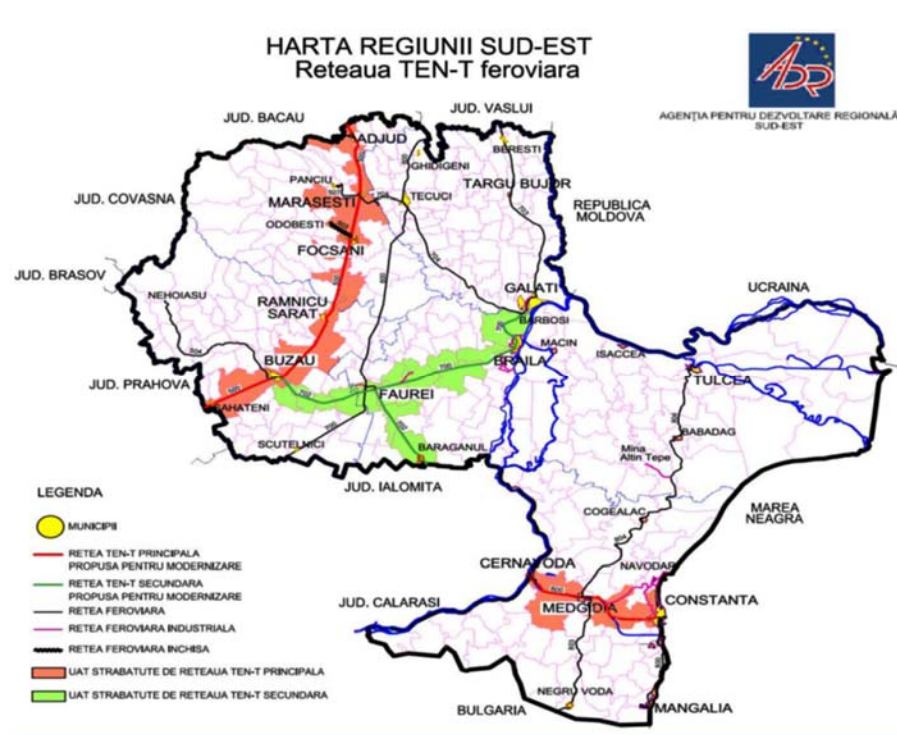 HARTA REGIUNII SUD-EST
Reteaua TEN-T feroviara
ADR
AGENŢIA PENTRU DEZVOLTARE REGIONALĂ
SUD-EST
JUD. VASLUI
JUD. BACAU
ADJUD
BERESTI
GHIDIGENI
PANCIU
TARGU BUJOR
JUD. COVASNA
MARASESTI
TECUCI
REPUBLICA
MOLDOVA
ODOBESTI
FOCSANI
JUD. BRASOV
UCRAINA
NEHOIASU
GALATI
RAMNICU
SARAT
BARBOSI
MACIN
ISACCEA
BUZAU
BRAILA
JUD. PRAHOVA
TULCEA
SAHATENI
FAUREI
BABADAG
SCUTELNICI
BARAGANUL
Mina
Altin Tepe
JUD. IALOMITA
LEGENDA
MAREA
NEAGRA
COGEALAC
MUNICIPII
RETEA TEN-T PRINCIPALA
PROPUSA PENTRU MODERNIZARE
CERNAVODA
NAVODARI
RETEA TEN-T SECUNDARA
PROPUSA PENTRU MODERNIZARE
JUD. CALARASI
MEDGIDIA
CONSTANTA
RETEA FEROVIARA
RETEA FEROVIARA INDUSTRIALA
RETEA FEROVIARA INCHISA
UAT STRABATUTE DE RETEAUA TEN-T PRINCIPALA
UAT STRABATUTE DE RETEAUA TEN-T SECUNDARA
NEGRU VODA
BULGARIA
MANGALIA